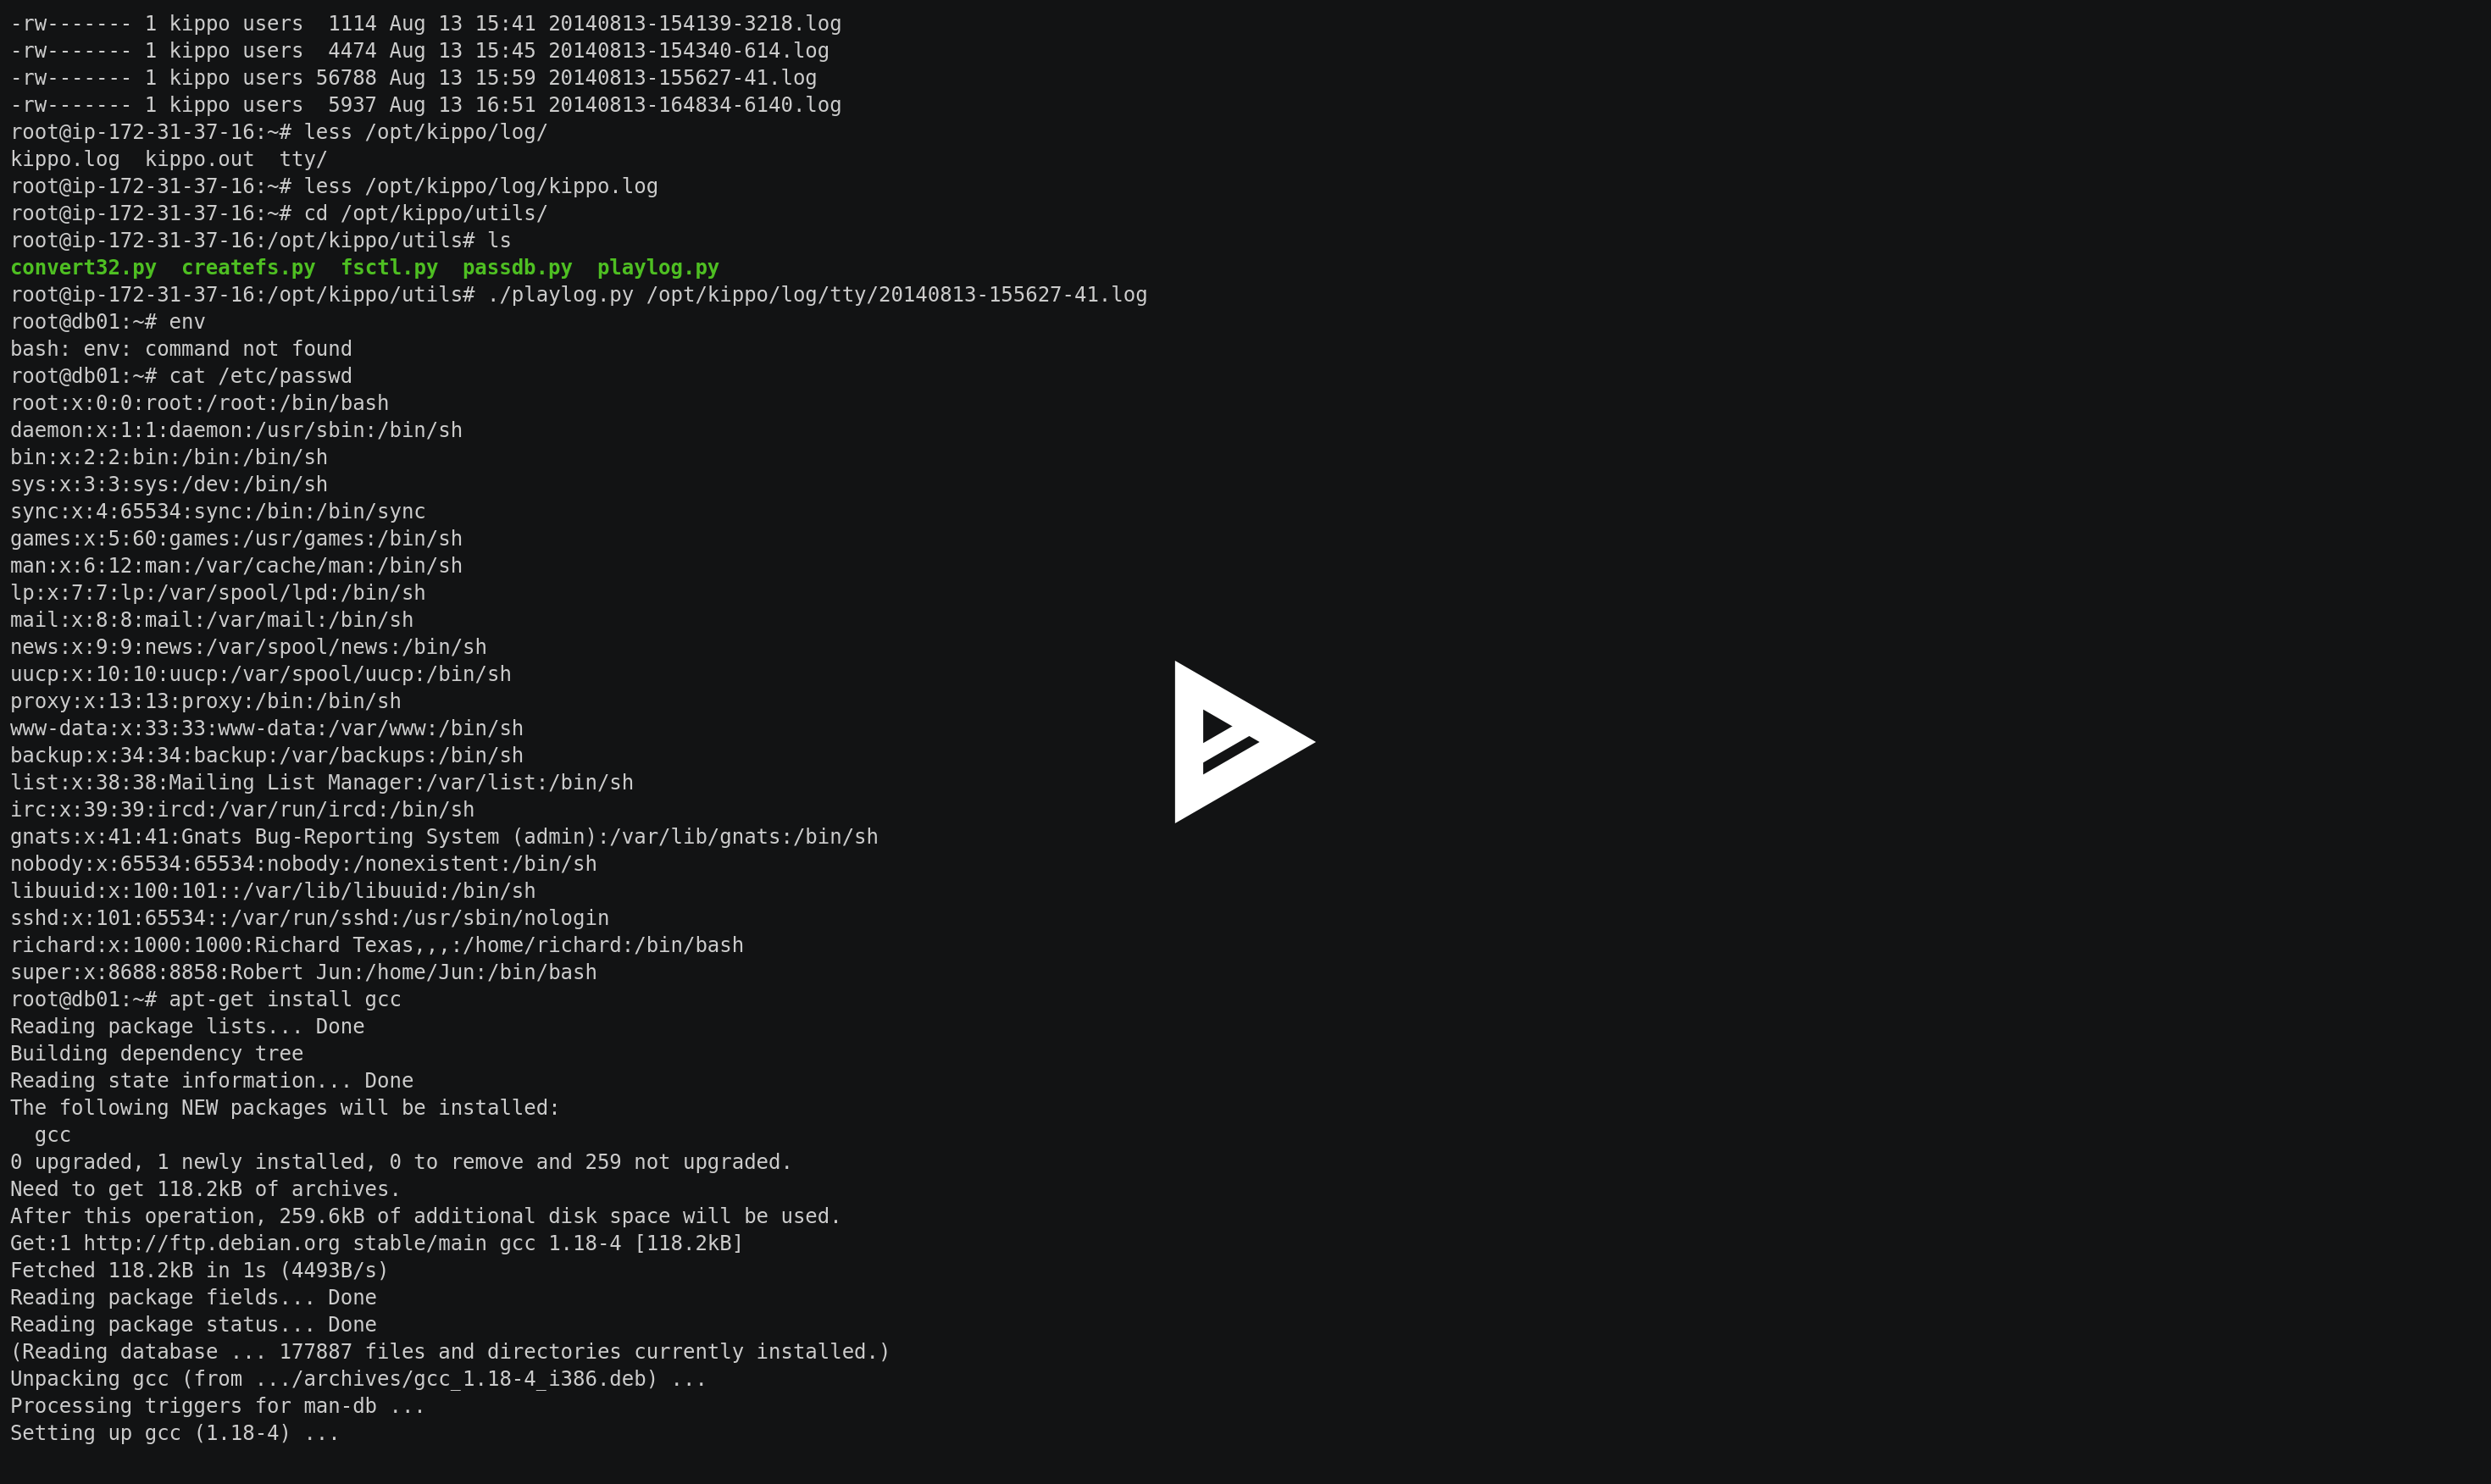 -rw------- 1 kippo users  1114 Aug 13 15:41 20140813-154139-3218.log
-rw------- 1 kippo users  4474 Aug 13 15:45 20140813-154340-614.log
-rw------- 1 kippo users 56788 Aug 13 15:59 20140813-155627-41.log
-rw------- 1 kippo users  5937 Aug 13 16:51 20140813-164834-6140.log
root@ip-172-31-37-16:~# less /opt/kippo/log/
kippo.log  kippo.out  tty/
root@ip-172-31-37-16:~# less /opt/kippo/log/kippo.log
root@ip-172-31-37-16:~# cd /opt/kippo/utils/
root@ip-172-31-37-16:/opt/kippo/utils# ls
convert32.py  createfs.py  fsctl.py  passdb.py  playlog.py
root@ip-172-31-37-16:/opt/kippo/utils# ./playlog.py /opt/kippo/log/tty/20140813-155627-41.log
root@db01:~# env
bash: env: command not found
root@db01:~# cat /etc/passwd
root:x:0:0:root:/root:/bin/bash
daemon:x:1:1:daemon:/usr/sbin:/bin/sh
bin:x:2:2:bin:/bin:/bin/sh
sys:x:3:3:sys:/dev:/bin/sh
sync:x:4:65534:sync:/bin:/bin/sync
games:x:5:60:games:/usr/games:/bin/sh
man:x:6:12:man:/var/cache/man:/bin/sh
lp:x:7:7:lp:/var/spool/lpd:/bin/sh
mail:x:8:8:mail:/var/mail:/bin/sh
news:x:9:9:news:/var/spool/news:/bin/sh
uucp:x:10:10:uucp:/var/spool/uucp:/bin/sh
proxy:x:13:13:proxy:/bin:/bin/sh
www-data:x:33:33:www-data:/var/www:/bin/sh
backup:x:34:34:backup:/var/backups:/bin/sh
list:x:38:38:Mailing List Manager:/var/list:/bin/sh
irc:x:39:39:ircd:/var/run/ircd:/bin/sh
gnats:x:41:41:Gnats Bug-Reporting System (admin):/var/lib/gnats:/bin/sh
nobody:x:65534:65534:nobody:/nonexistent:/bin/sh
libuuid:x:100:101::/var/lib/libuuid:/bin/sh
sshd:x:101:65534::/var/run/sshd:/usr/sbin/nologin
richard:x:1000:1000:Richard Texas,,,:/home/richard:/bin/bash
super:x:8688:8858:Robert Jun:/home/Jun:/bin/bash
root@db01:~# apt-get install gcc
Reading package lists... Done
Building dependency tree
Reading state information... Done
The following NEW packages will be installed:
  gcc
0 upgraded, 1 newly installed, 0 to remove and 259 not upgraded.
Need to get 118.2kB of archives.
After this operation, 259.6kB of additional disk space will be used.
Get:1 http://ftp.debian.org stable/main gcc 1.18-4 [118.2kB]
Fetched 118.2kB in 1s (4493B/s)
Reading package fields... Done
Reading package status... Done
(Reading database ... 177887 files and directories currently installed.)
Unpacking gcc (from .../archives/gcc_1.18-4_i386.deb) ...
Processing triggers for man-db ...
Setting up gcc (1.18-4) ...